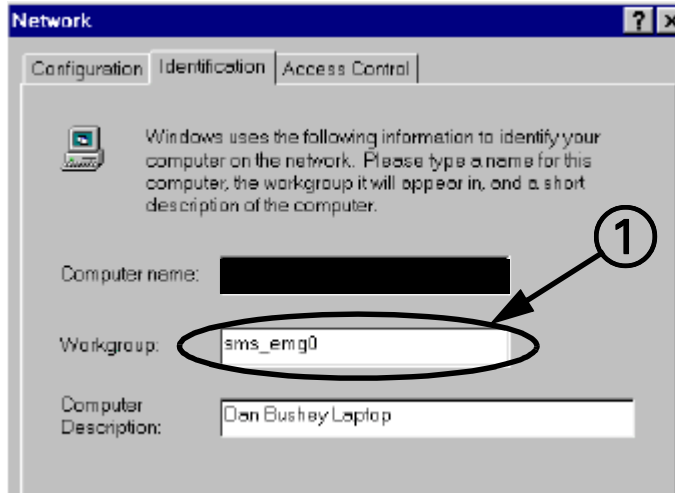 Network
Configuration Identification Access Control
Windows uses the following information to identify your
computer on the network. Please type a name for this
computer, the workgroup it will appear in, and a short
description of the computer.
1
Computer name:
Workgroup: sms_emg0
Computer
Description: Dan Bushey Laptop